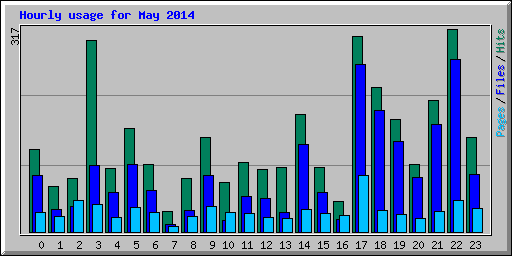 Hourly usage for May 2014
317
Pages / Files / Hits
0 1 2 3 4 5 6 7 8 9 10 11 12 13 14 15 16 17 18 19 20 21 22 23